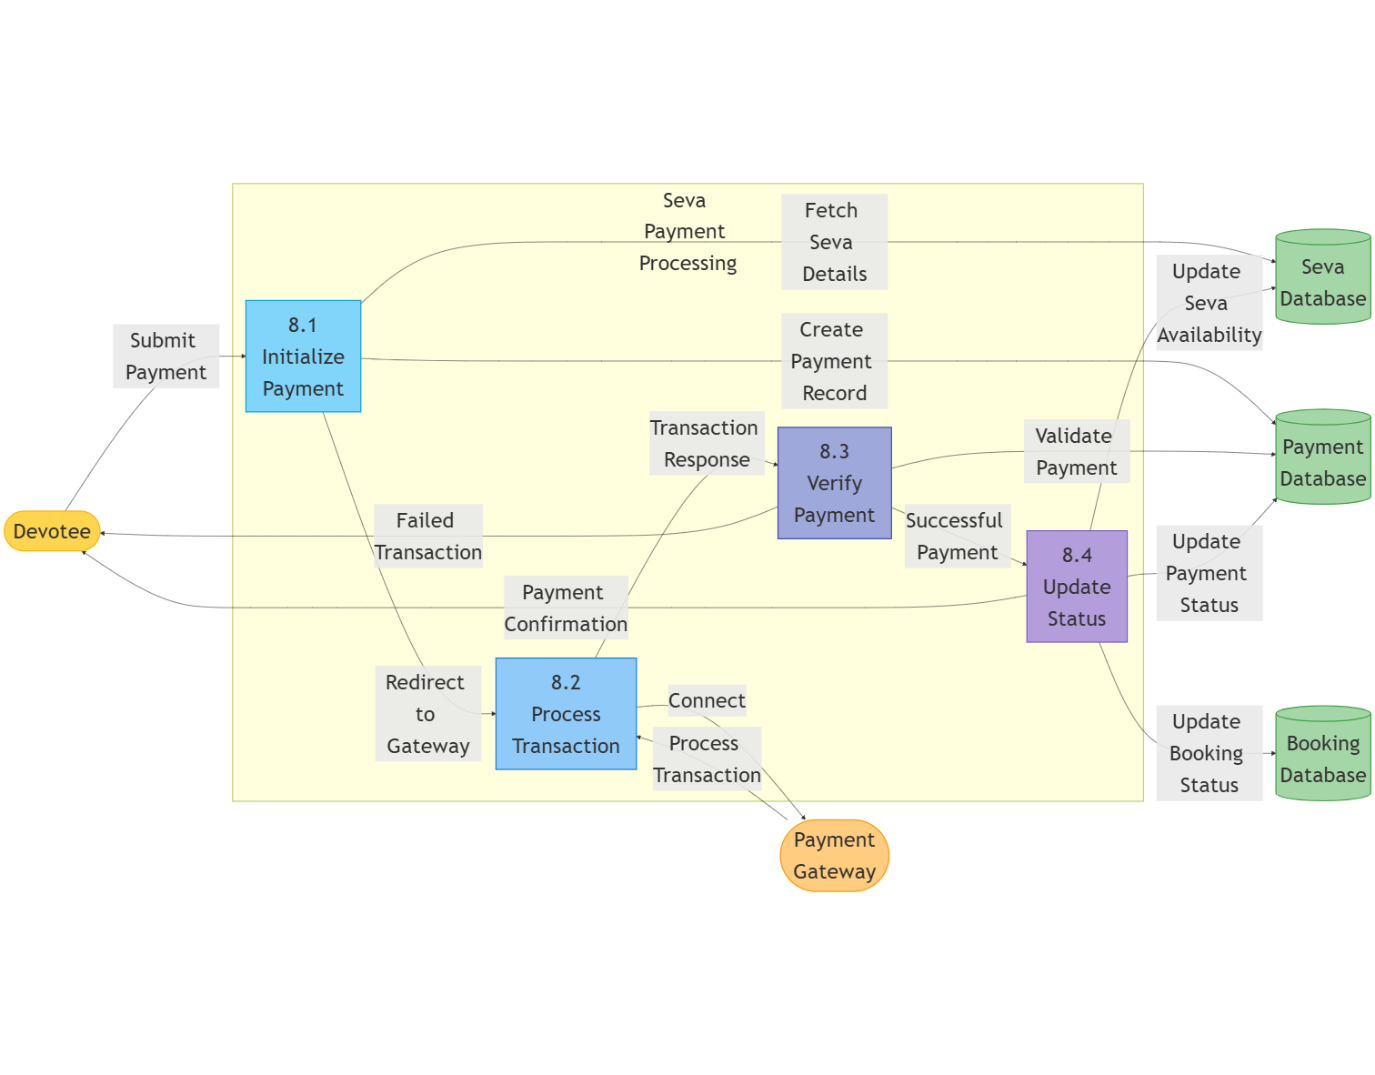 Seva
Payment
Processing
Fetch
Seva
Details
Update
Seva
Availability
Seva
Database
Submit
Payment
8.1
Initialize
Payment
Create
Payment
Record
Transaction
Response
8.3
Verify
Payment
Validate
Payment
Payment
Database
Devotee
Failed
Transaction
Successful
Payment
8.4
Update
Status
Update
Payment
Status
Payment
Confirmation
Redirect
to
Gateway
8.2
Process
Transaction
Connect
Process
Transaction
Update
Booking
Status
Booking
Database
Payment
Gateway